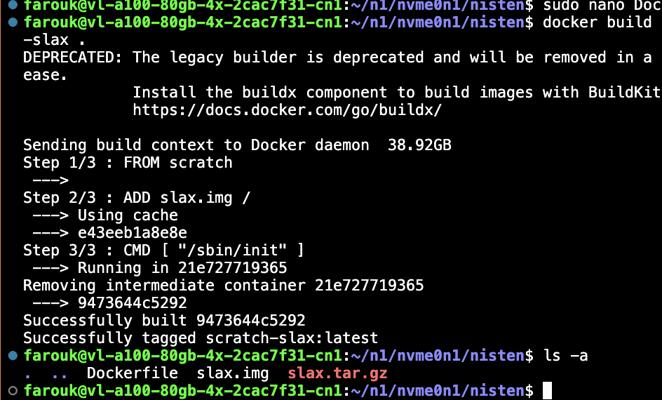 farouk@vl-a100-80gb-4x-2cac7f31-cn1:~/n1/nvme0n1/nisten$ sudo nano Doc
farouk@vl-a100-80gb-4x-2cac7f31-cn1:~/n1/nvme0n1/nisten$ docker build
-slax .
DEPRECATED: The legacy builder is deprecated and will be removed in a
ease.
Install the buildx component to build images with BuildKit
https://docs.docker.com/go/buildx/
Sending build context to Docker daemon  38.92GB
Step 1/3 : FROM scratch
--->
Step 2/3 : ADD slax.img /
---> Using cache
---> e43eeb1a8e8e
Step 3/3 : CMD [ "/sbin/init" ]
---> Running in 21e727719365
Removing intermediate container 21e727719365
---> 9473644c5292
Successfully built 9473644c5292
Successfully tagged scratch-slax:latest
farouk@vl-a100-80gb-4x-2cac7f31-cn1:~/n1/nvme0n1/nisten$ ls -a
.  ..  Dockerfile  slax.img  slax.tar.gz
farouk@vl-a100-80gb-4x-2cac7f31-cn1:~/n1/nvme0n1/nisten$